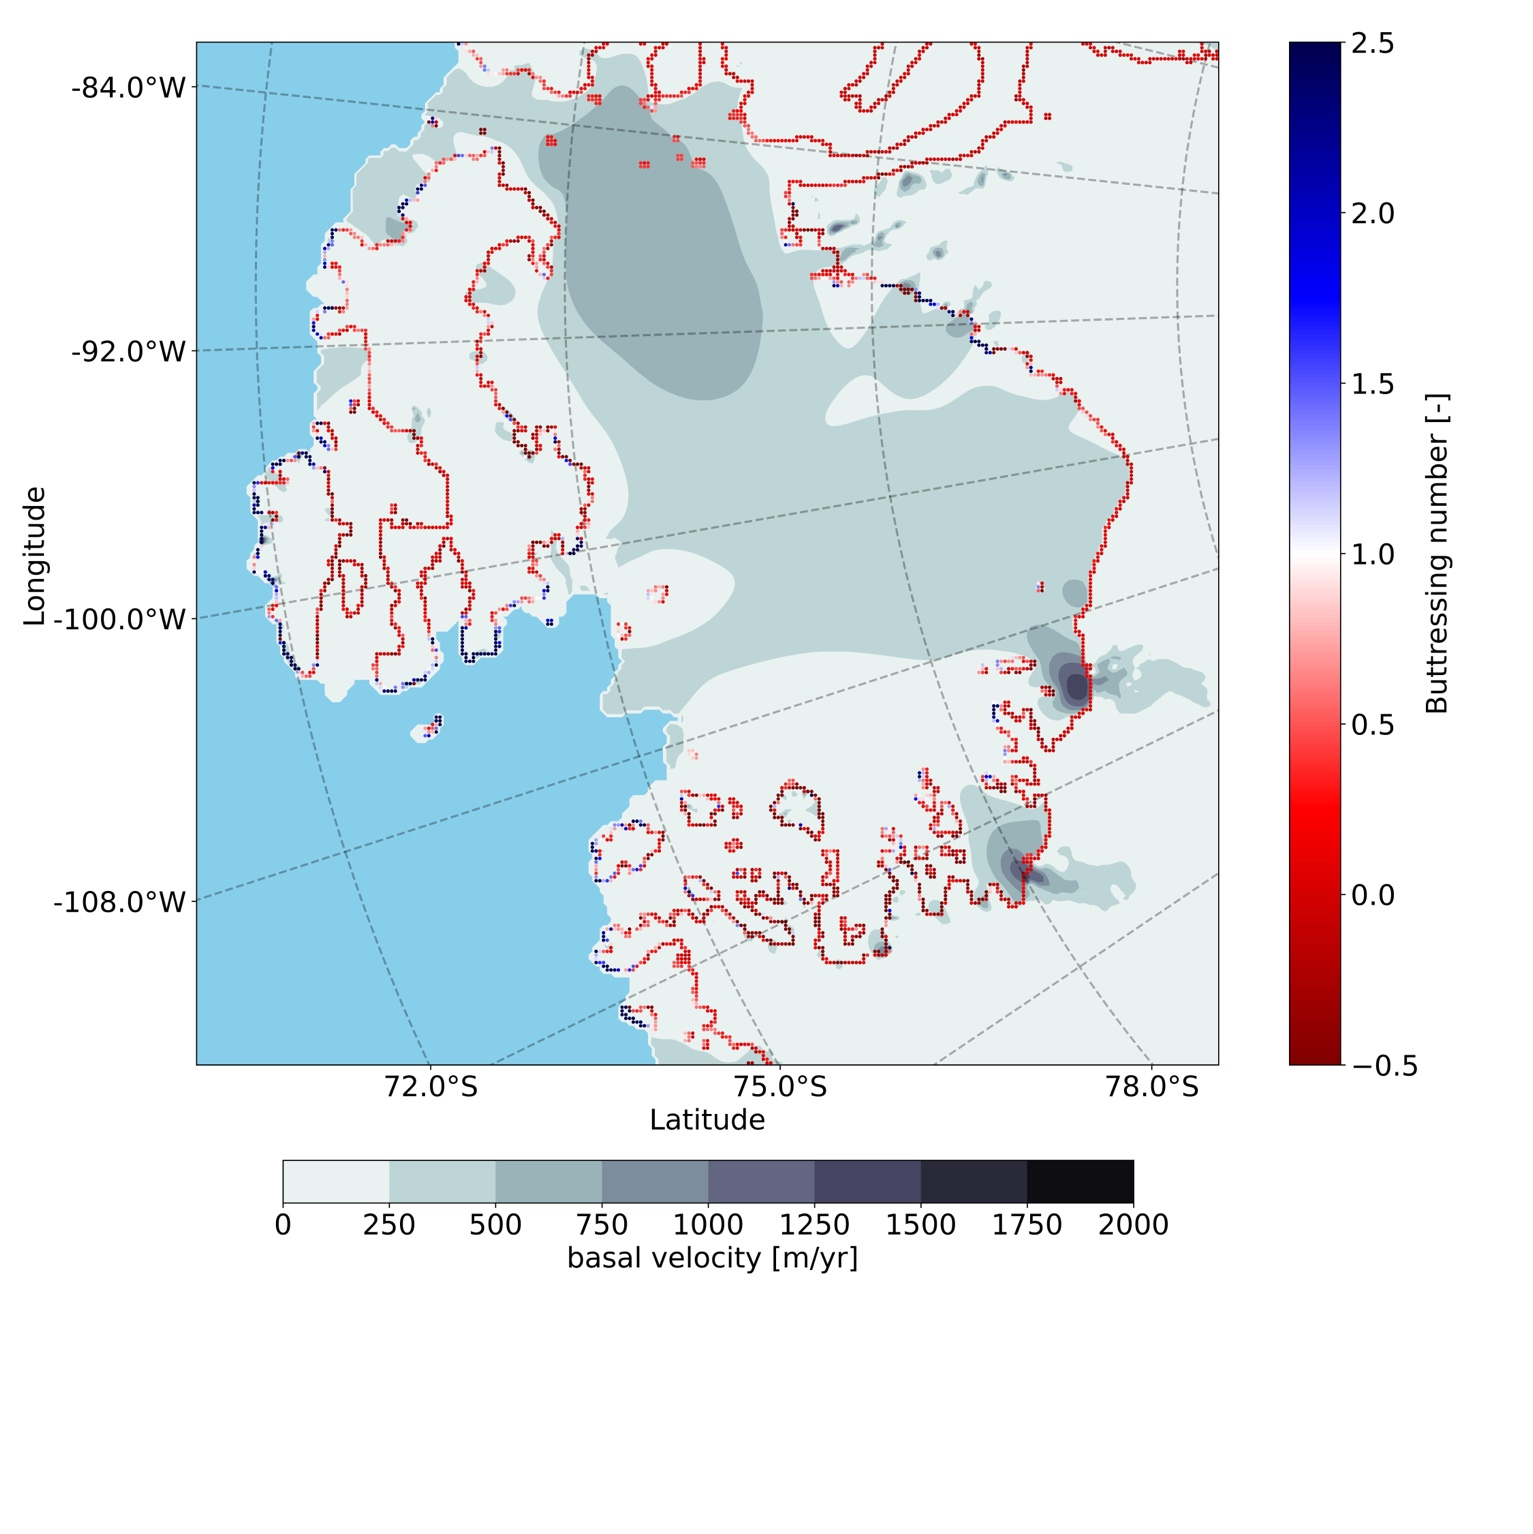 -84.0°W
-92.0°W
-100.0°W
-108.0°W
Longitude
72.0°S 75.0°S 78.0°S
Latitude
2.5
2.0
1.5
1.0
0.5
0.0
−0.5
Buttressing number [-]
0 250 500 750 1000 1250 1500 1750 2000
basal velocity [m/yr]